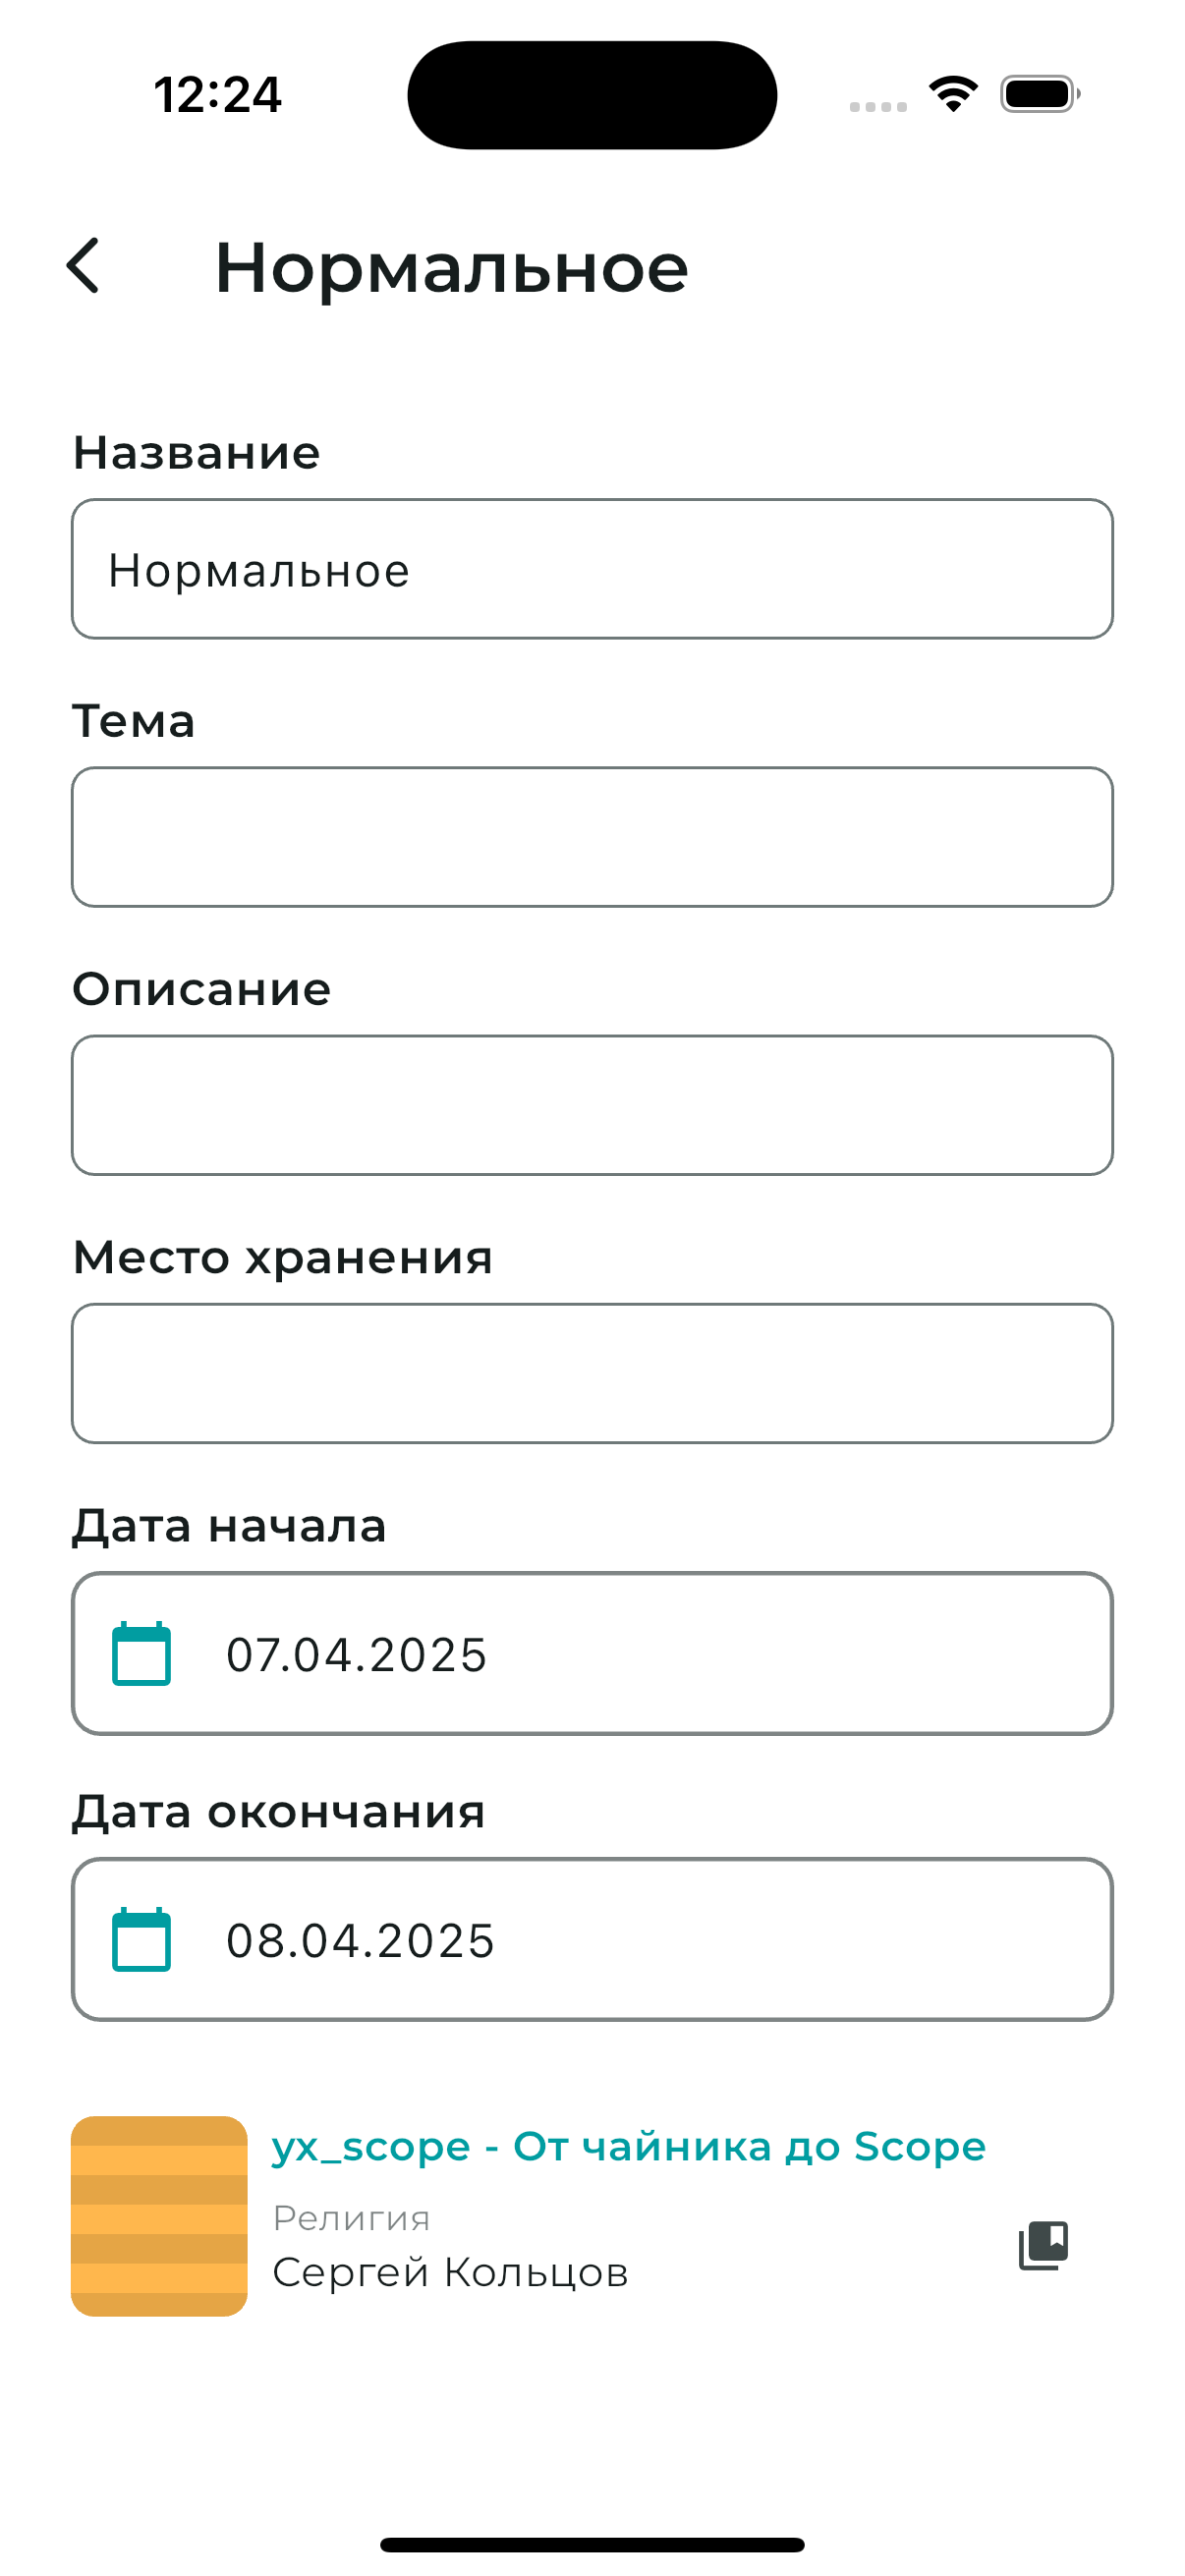 12:24
Нормальное
Название
Нормальное
Тема
Описание
Место хранения
Дата начала
07.04.2025
Дата окончания
08.04.2025
yx_scope - От чайника до Scope
Религия
Сергей Кольцов